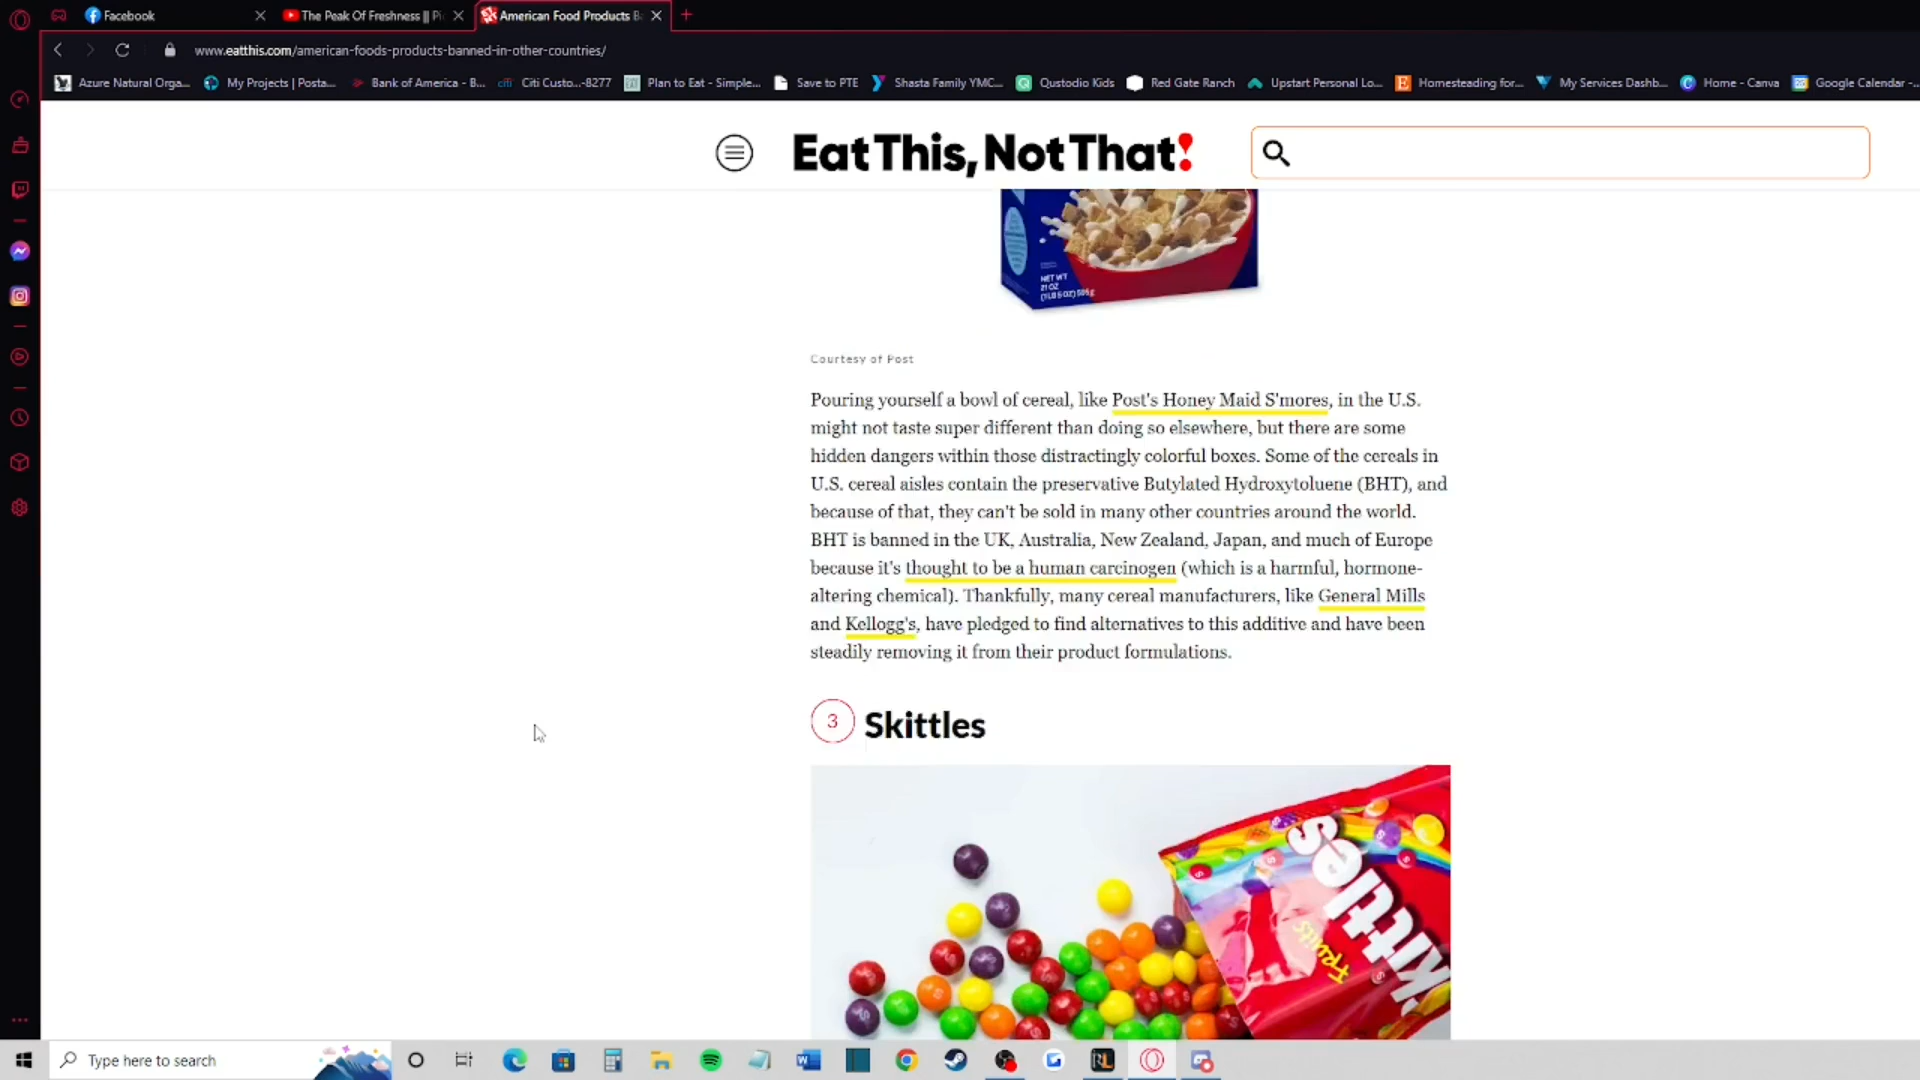 Facebook
The Peak Of Freshness || Pi
American Food Products B
www.eatthis.com/american-foods-products-banned-in-other-countries/
Azure Natural Orga...
My Projects | Posta...
Bank of America - B...
citi
Citi Custo...-8277
Plan to Eat - Simple...
Save to PTE
Shasta Family YMC...
Qustodio Kids
Red Gate Ranch
Upstart Personal Lo...
Homesteading for...
My Services Dashb...
Home - Canva
Google Calendar -...
Eat This, Not That!
NET WT
21 OZ
Courtesy of Post
Pouring yourself a bowl of cereal, like Post's Honey Maid S'mores, in the U.S.
might not taste super different than doing so elsewhere, but there are some
hidden dangers within those distractingly colorful boxes. Some of the cereals in
U.S. cereal aisles contain the preservative Butylated Hydroxytoluene (BHT), and
because of that, they can't be sold in many other countries around the world.
BHT is banned in the UK, Australia, New Zealand, Japan, and much of Europe
because it's thought to be a human carcinogen (which is a harmful, hormone-
altering chemical). Thankfully, many cereal manufacturers, like General Mills
and Kellogg's, have pledged to find alternatives to this additive and have been
steadily removing it from their product formulations.
3 Skittles
Skittles
Fruits
Type here to search